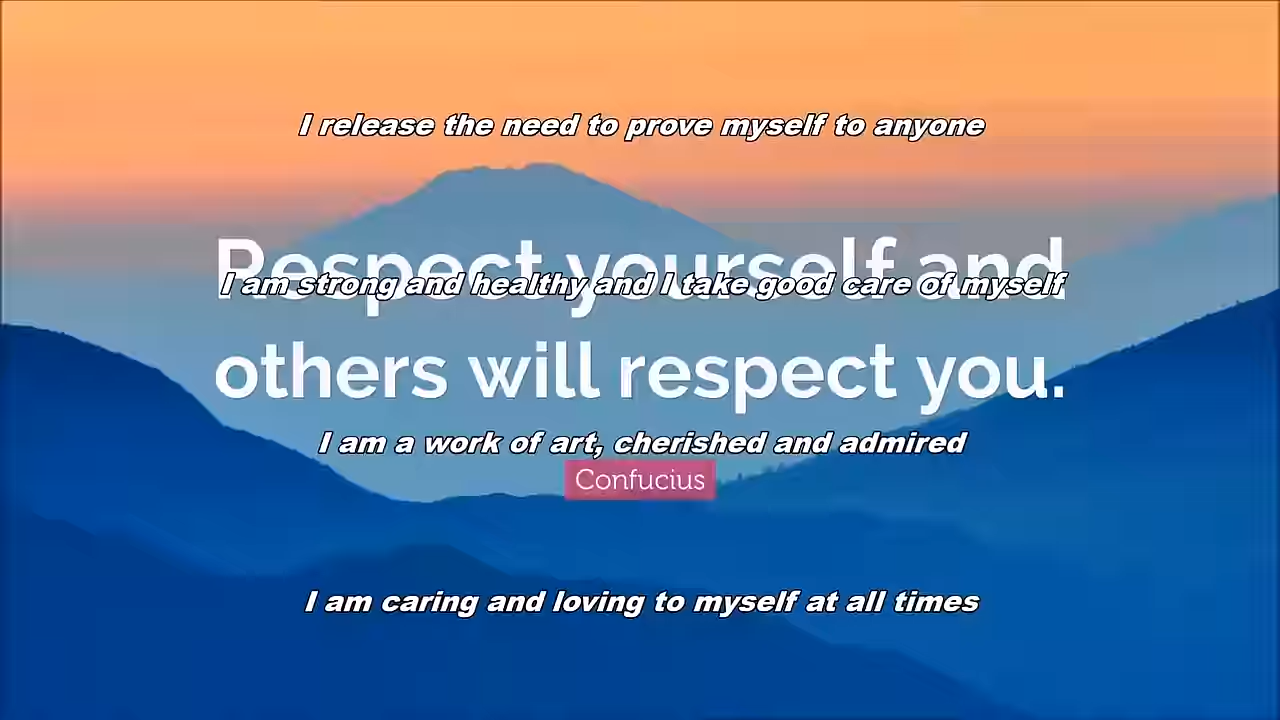 I release the need to prove myself to anyone
Respect yourself and
I am strong and healthy and I take good care of myself
others will respect you.
I am a work of art, cherished and admired
Confucius
I am caring and loving to myself at all times